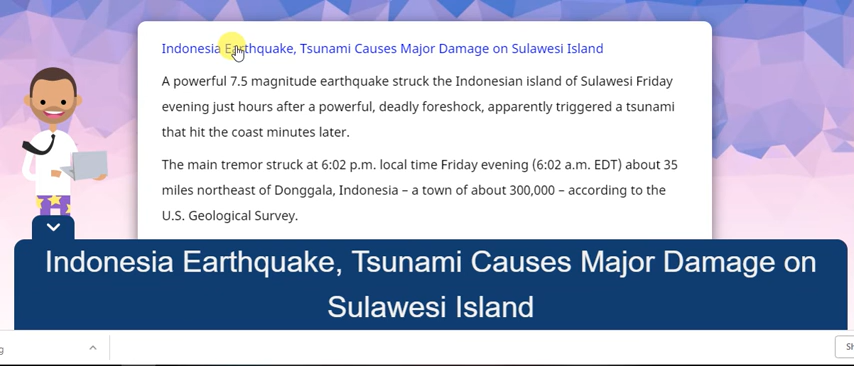 Indonesia Earthquake, Tsunami Causes Major Damage on Sulawesi Island
A powerful 7.5 magnitude earthquake struck the Indonesian island of Sulawesi Friday
evening just hours after a powerful, deadly foreshock, apparently triggered a tsunami
that hit the coast minutes later.
The main tremor struck at 6:02 p.m. local time Friday evening (6:02 a.m. EDT) about 35
miles northeast of Donggala, Indonesia – a town of about 300,000 – according to the
U.S. Geological Survey.
Indonesia Earthquake, Tsunami Causes Major Damage on
Sulawesi Island